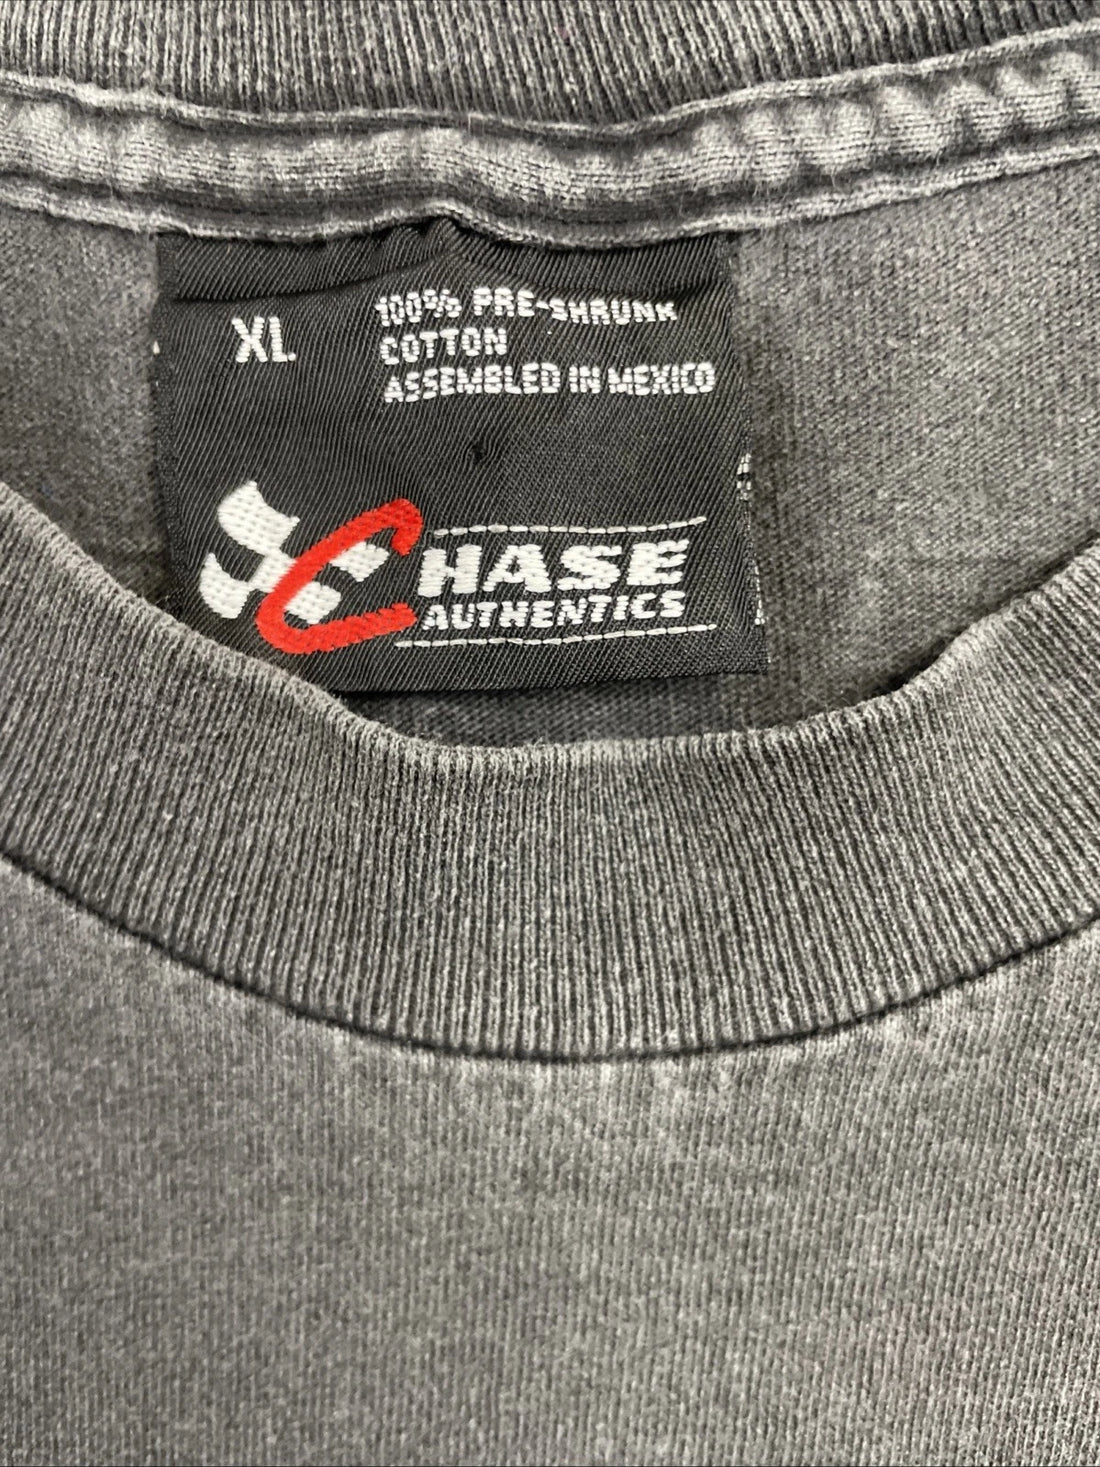 XL
100% PRE-SHRUNK
COTTON
ASSEMBLED IN MEXICO
CHASE
AUTHENTICS